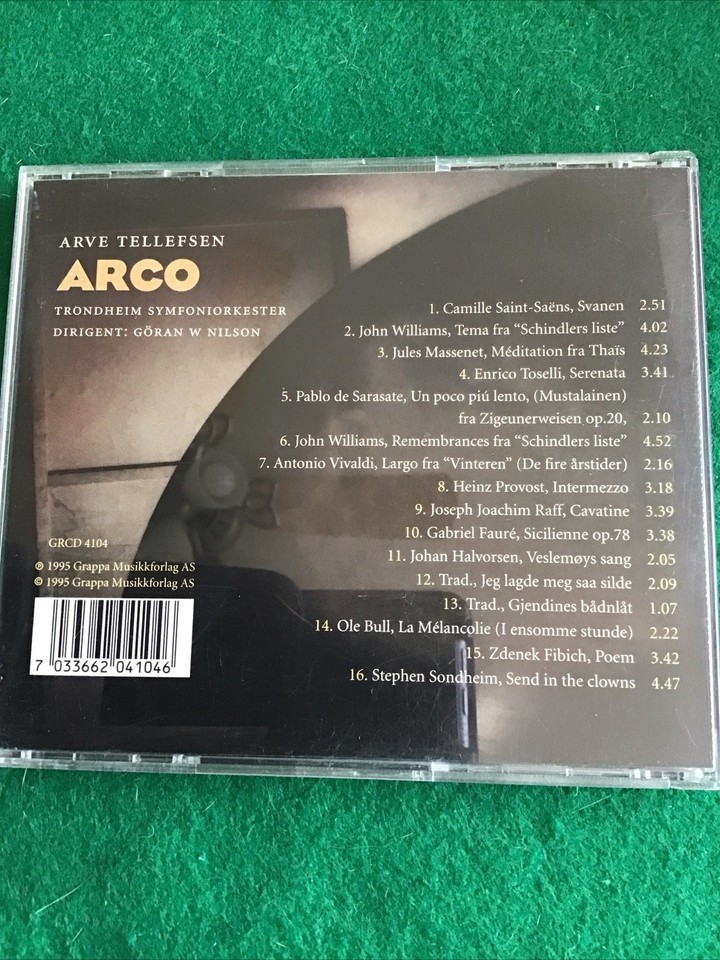 ARVE TELLEFSEN
ARCO
TRONDHEIM SYMFONIORKESTER
DIRIGENT: GÖRAN W NILSON
1. Camille Saint-Saëns, Svanen 2.51
2. John Williams, Tema fra “Schindlers liste” 4.02
3. Jules Massenet, Méditation fra Thaïs 4.23
4. Enrico Toselli, Serenata 3.41
5. Pablo de Sarasate, Un poco piú lento, (Mustalainen)
fra Zigeunerweisen op.20, 2.10
6. John Williams, Remembrances fra “Schindlers liste” 4.52
7. Antonio Vivaldi, Largo fra “Vinteren” (De fire årstider) 2.16
8. Heinz Provost, Intermezzo 3.18
9. Joseph Joachim Raff, Cavatine 3.39
10. Gabriel Fauré, Sicilienne op.78 3.38
11. Johan Halvorsen, Veslemøys sang 2.05
12. Trad., Jeg lagde meg saa silde 2.09
13. Trad., Gjendines bådnlåt 1.07
14. Ole Bull, La Mélancolie (I ensomme stunde) 2.22
15. Zdenek Fibich, Poem 3.42
16. Stephen Sondheim, Send in the clowns 4.47
GRCD 4104
℗ 1995 Grappa Musikkforlag AS
© 1995 Grappa Musikkforlag AS
7 033662 041046